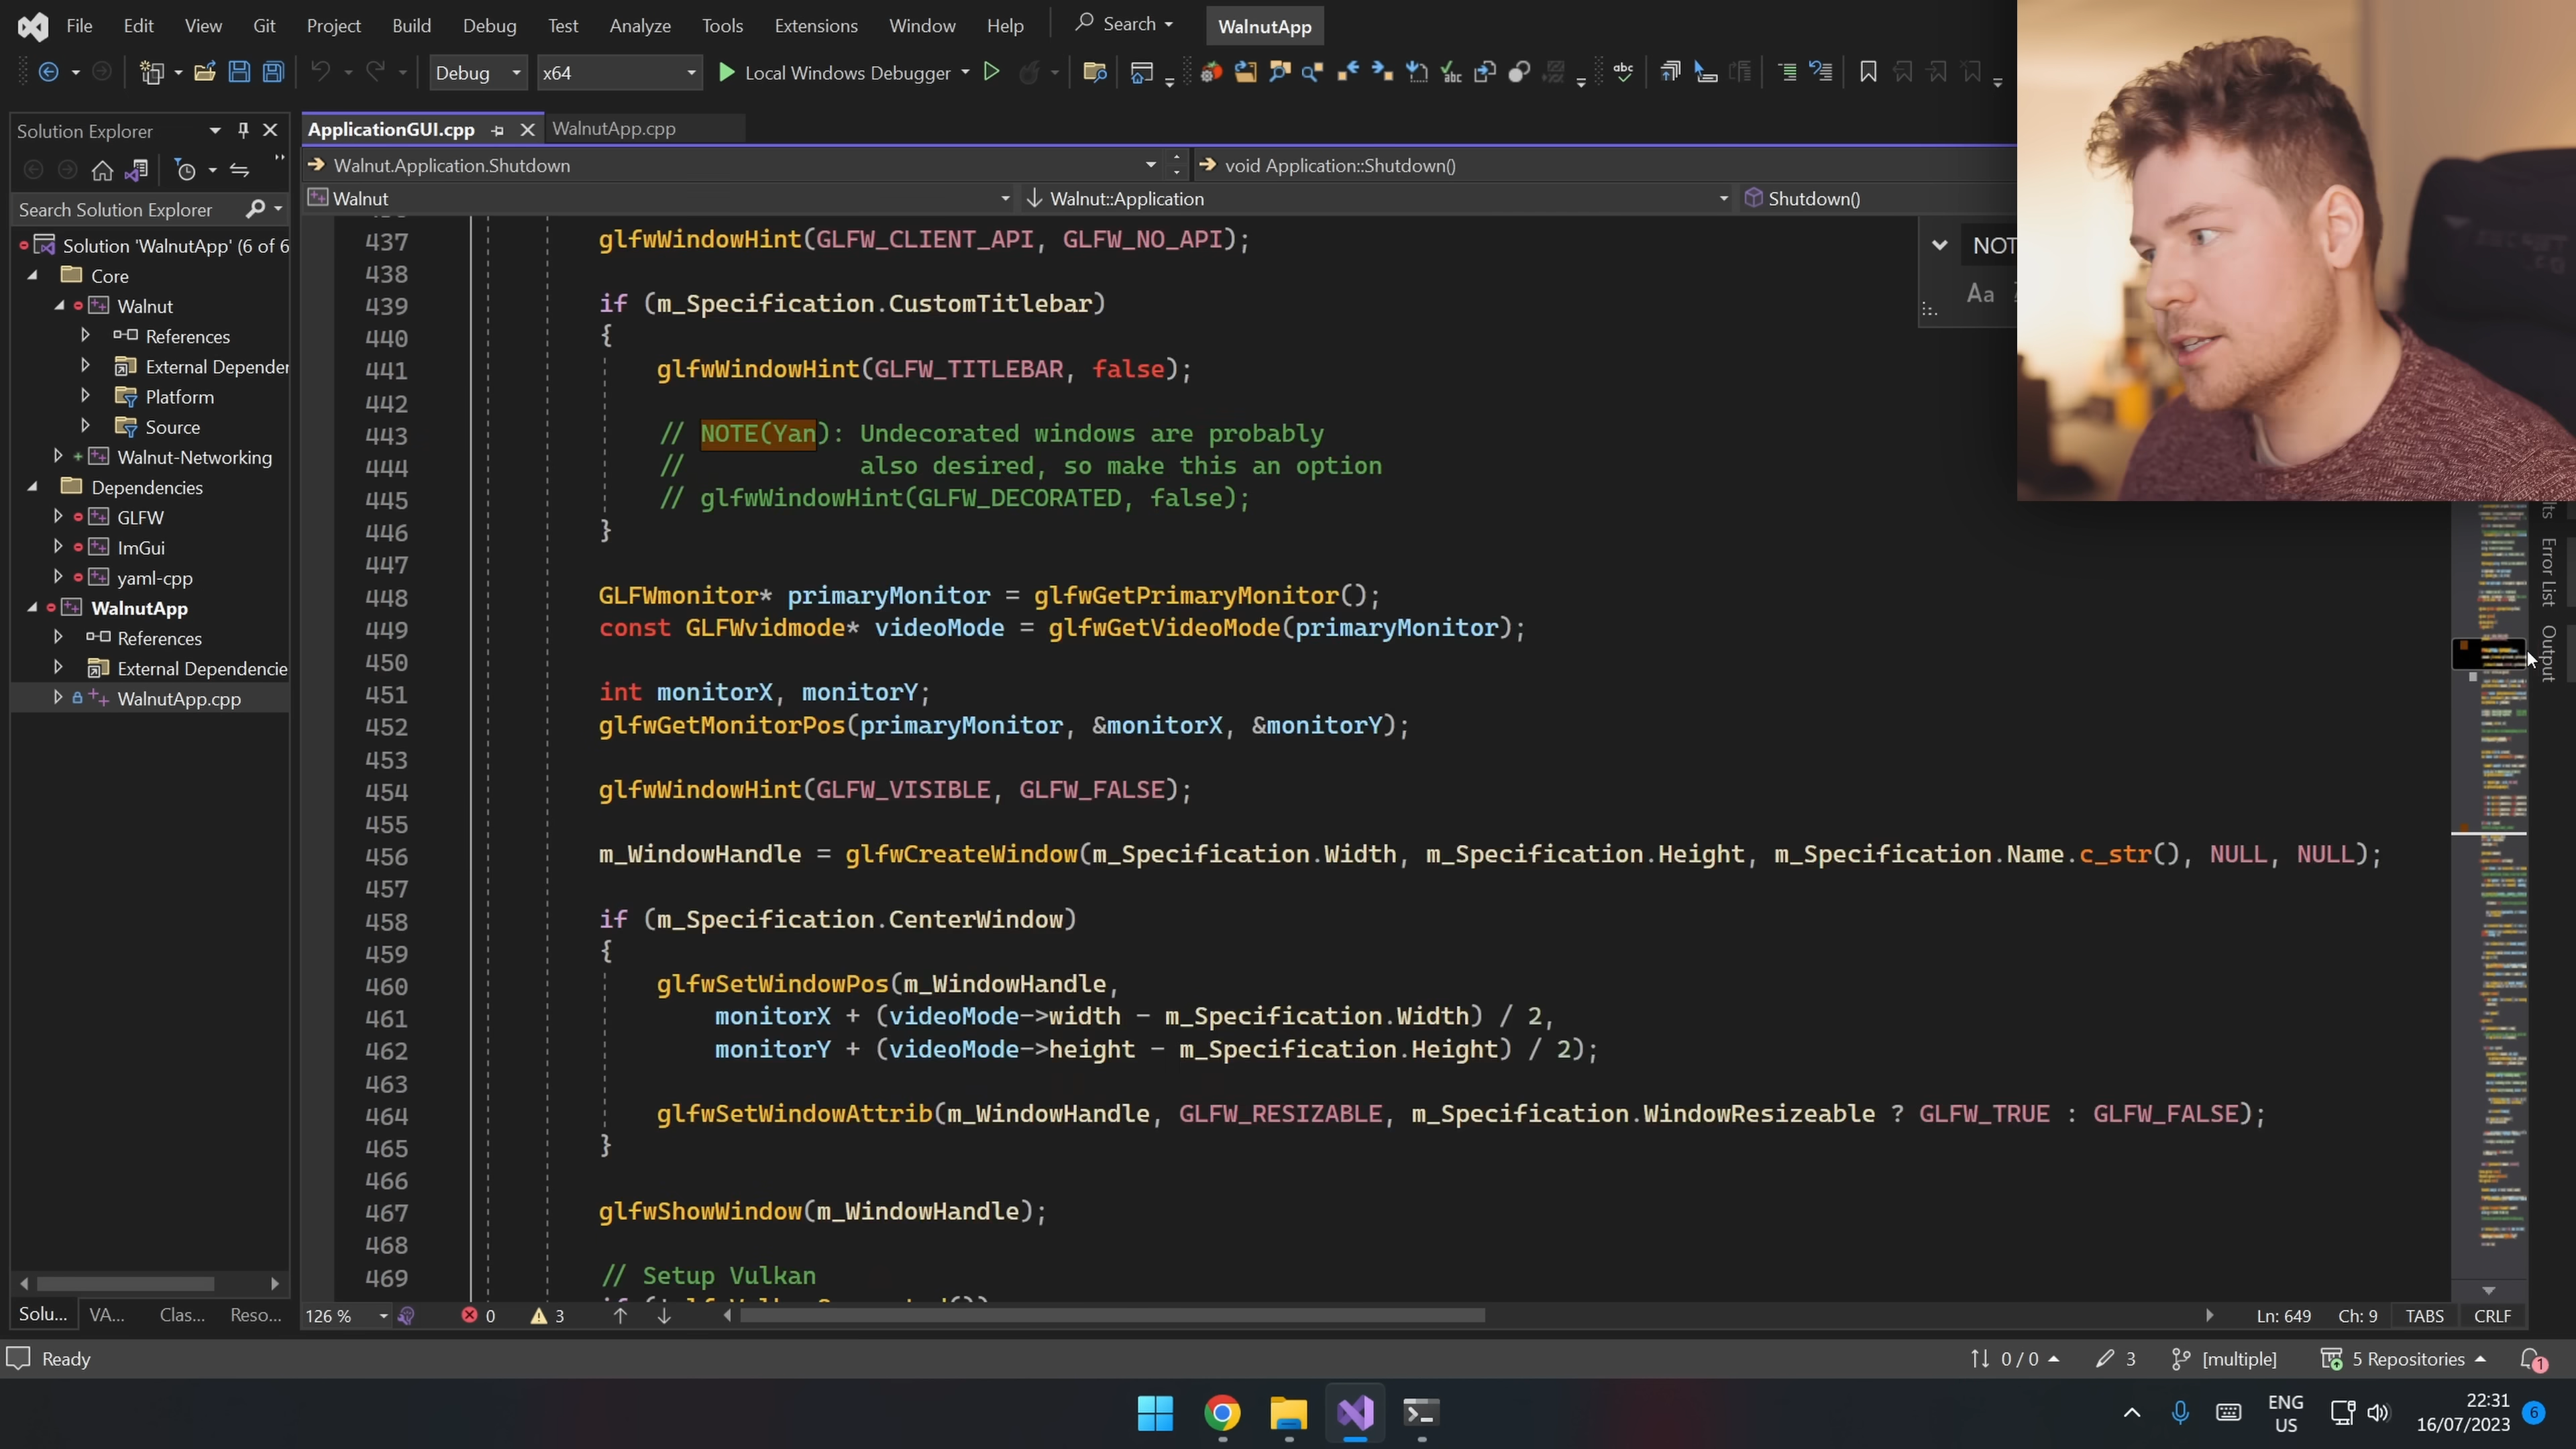 File Edit View Git Project Build Debug Test Analyze Tools Extensions Window Help Search WalnutApp
Debug x64 Local Windows Debugger
Solution Explorer
ApplicationGUI.cpp WalnutApp.cpp
Walnut.Application.Shutdown void Application::Shutdown()
Walnut Walnut::Application Shutdown()
Search Solution Explorer
Solution 'WalnutApp' (6 of 6
Core
Walnut
References
External Depender
Platform
Source
Walnut-Networking
Dependencies
GLFW
ImGui
yaml-cpp
WalnutApp
References
External Dependencie
WalnutApp.cpp
NOT
Aa
437 glfwWindowHint(GLFW_CLIENT_API, GLFW_NO_API);
438
439 if (m_Specification.CustomTitlebar)
440 {
441 glfwWindowHint(GLFW_TITLEBAR, false);
442
443 // NOTE(Yan): Undecorated windows are probably
444 // also desired, so make this an option
445 // glfwWindowHint(GLFW_DECORATED, false);
446 }
447
448 GLFWmonitor* primaryMonitor = glfwGetPrimaryMonitor();
449 const GLFWvidmode* videoMode = glfwGetVideoMode(primaryMonitor);
450
451 int monitorX, monitorY;
452 glfwGetMonitorPos(primaryMonitor, &monitorX, &monitorY);
453
454 glfwWindowHint(GLFW_VISIBLE, GLFW_FALSE);
455
456 m_WindowHandle = glfwCreateWindow(m_Specification.Width, m_Specification.Height, m_Specification.Name.c_str(), NULL, NULL);
457
458 if (m_Specification.CenterWindow)
459 {
460 glfwSetWindowPos(m_WindowHandle,
461 monitorX + (videoMode->width - m_Specification.Width) / 2,
462 monitorY + (videoMode->height - m_Specification.Height) / 2);
463
464 glfwSetWindowAttrib(m_WindowHandle, GLFW_RESIZABLE, m_Specification.WindowResizeable ? GLFW_TRUE : GLFW_FALSE);
465 }
466
467 glfwShowWindow(m_WindowHandle);
468
469 // Setup Vulkan
Error List
Output
Solu... VA... Clas... Reso...
126 % 0 3 Ln: 649 Ch: 9 TABS CRLF
Ready 0 / 0 3 [multiple] 5 Repositories 1
ENG
US
22:31
16/07/2023
6